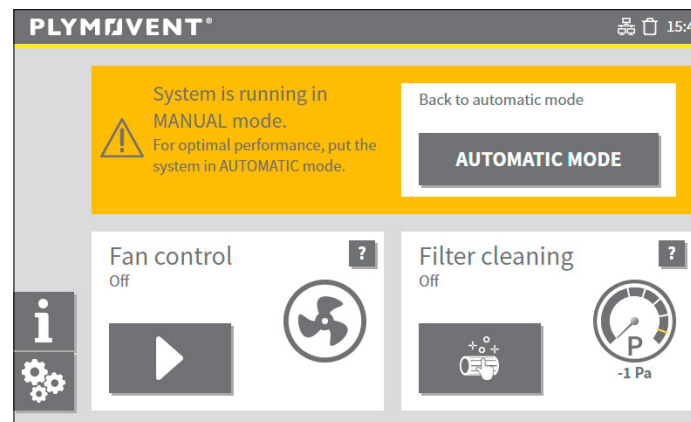 PLYMOVENT®
15:4
System is running in
MANUAL mode.
For optimal performance, put the
system in AUTOMATIC mode.
Back to automatic mode
AUTOMATIC MODE
Fan control
?
Off
Filter cleaning
?
Off
i
P
-1 Pa